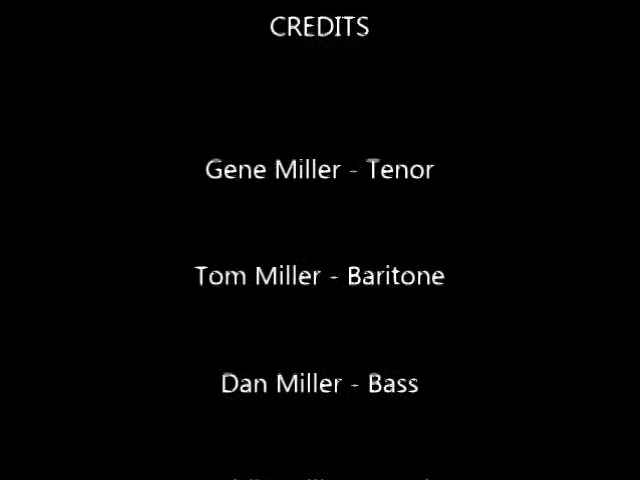 CREDITS
Gene Miller - Tenor
Tom Miller - Baritone
Dan Miller - Bass